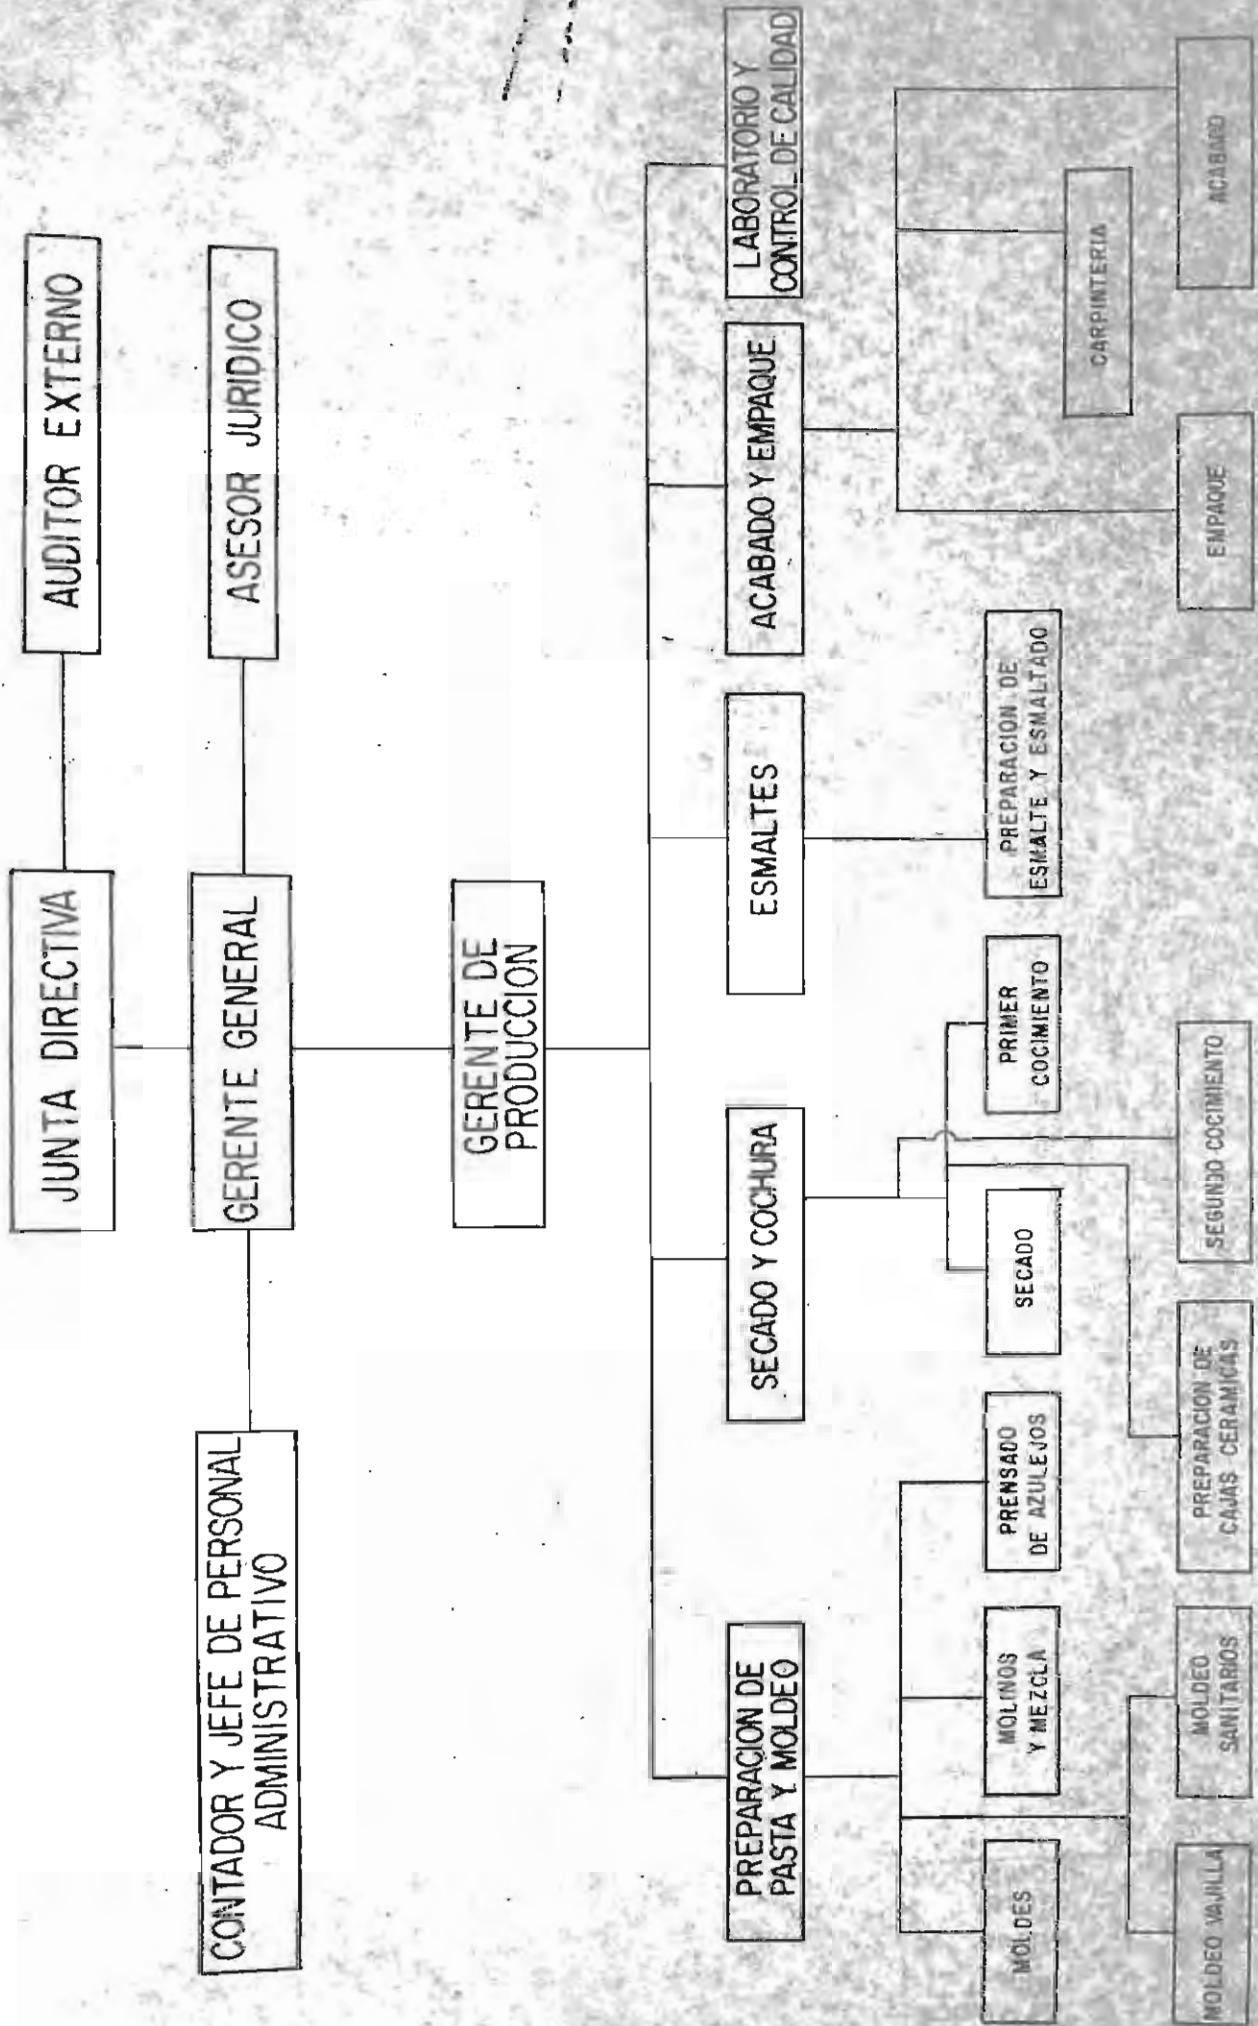 JUNTA DIRECTIVA
AUDITOR EXTERNO
CONTADOR Y JEFE DE PERSONAL
ADMINISTRATIVO
GERENTE GENERAL
ASESOR JURIDICO
GERENTE DE
PRODUCCION
PREPARACION DE
PASTA Y MOLDEO
SECADO Y COCHURA
ESMALTES
ACABADO Y EMPAQUE
LABORATORIO Y
CONTROL DE CALIDAD
MOLDES
MOLINOS
Y MEZCLA
PRENSADO
DE AZULEJOS
SECADO
PRIMER
COCIMIENTO
PREPARACION DE
ESMALTE Y ESMALTADO
CARPINTERIA
MOLDEO VAJILLA
MOLDEO
SANITARIOS
PREPARACION DE
CAJAS CERAMICAS
SEGUNDO COCIMIENTO
EMPAQUE
ACABADO